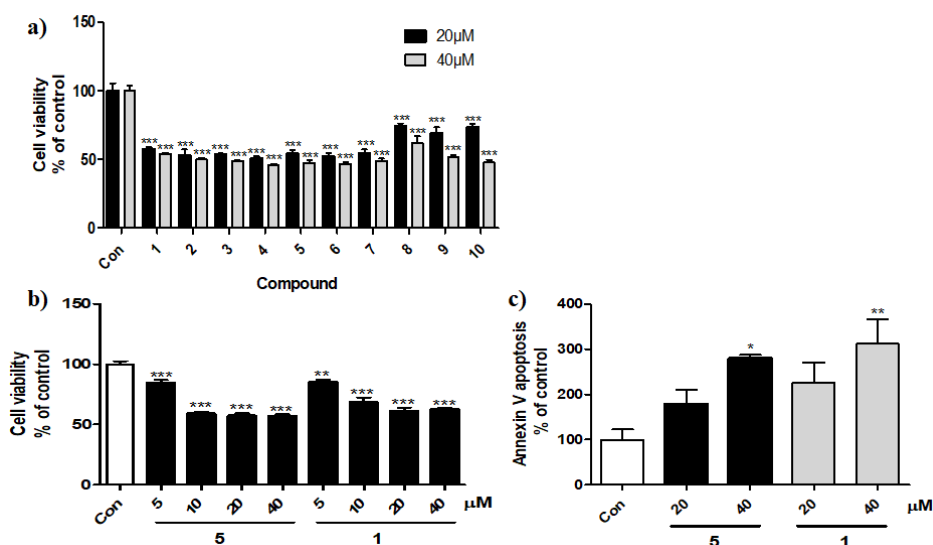 a)
150
100
50
0
Cell viability
% of control
20µM
40µM
*** *** *** *** *** *** *** *** *** *** *** *** *** *** *** *** *** *** *** ***
Con 1 2 3 4 5 6 7 8 9 10
Compound
b)
150
100
50
0
Cell viability
% of control
*** *** *** *** ** *** *** ***
Con 5 10 20 40 5 10 20 40 µM
5 1
c)
400
300
200
100
0
Annexin V apoptosis
% of control
* **
Con 20 40 20 40 µM
5 1